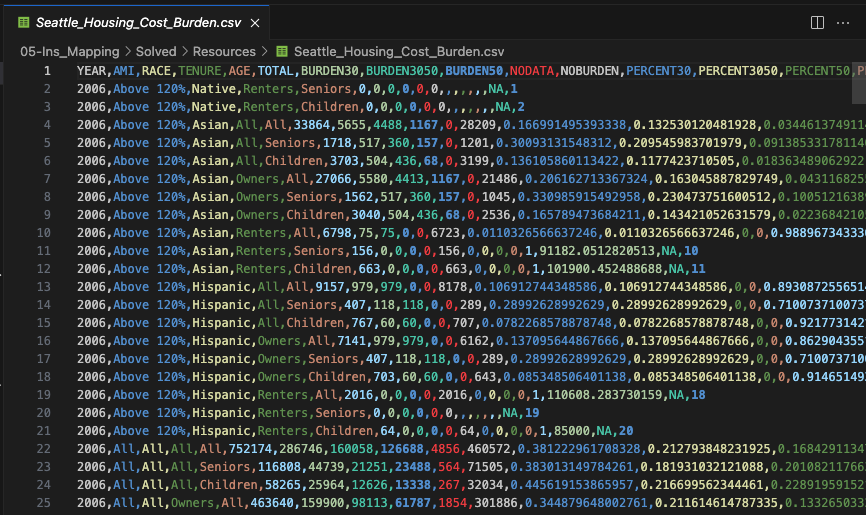 Seattle_Housing_Cost_Burden.csv
05-Ins_Mapping > Solved > Resources > Seattle_Housing_Cost_Burden.csv
1 YEAR,AMI,RACE,TENURE,AGE,TOTAL,BURDEN30,BURDEN3050,BURDEN50,NODATA,NOBURDEN,PERCENT30,PERCENT3050,PERCENT50,P
2 2006,Above 120%,Native,Renters,Seniors,0,0,0,0,0,0,,,,,,NA,1
3 2006,Above 120%,Native,Renters,Children,0,0,0,0,0,0,,,,,,NA,2
4 2006,Above 120%,Asian,All,All,33864,5655,4488,1167,0,28209,0.166991495393338,0.132530120481928,0.0344613749114
5 2006,Above 120%,Asian,All,Seniors,1718,517,360,157,0,1201,0.30093131548312,0.209545983701979,0.0913853317811
6 2006,Above 120%,Asian,All,Children,3703,504,436,68,0,3199,0.136105860113422,0.1177423710505,0.018363489062922
7 2006,Above 120%,Asian,Owners,All,27066,5580,4413,1167,0,21486,0.206162713367324,0.163045887829749,0.043116825
8 2006,Above 120%,Asian,Owners,Seniors,1562,517,360,157,0,1045,0.330985915492958,0.230473751600512,0.1005121638
9 2006,Above 120%,Asian,Owners,Children,3040,504,436,68,0,2536,0.165789473684211,0.143421052631579,0.0223684210
10 2006,Above 120%,Asian,Renters,All,6798,75,75,0,0,6723,0.0110326566637246,0.0110326566637246,0,0,0.9889673433
11 2006,Above 120%,Asian,Renters,Seniors,156,0,0,0,0,156,0,0,0,0,1,91182.0512820513,NA,10
12 2006,Above 120%,Asian,Renters,Children,663,0,0,0,0,663,0,0,0,0,1,101900.452488688,NA,11
13 2006,Above 120%,Hispanic,All,All,9157,979,979,0,0,8178,0.106912744348586,0.106912744348586,0,0,0.893087255651
14 2006,Above 120%,Hispanic,All,Seniors,407,118,118,0,0,289,0.28992628992629,0.28992628992629,0,0,0.7100737100737
15 2006,Above 120%,Hispanic,All,Children,767,60,60,0,0,707,0.0782268578878748,0.0782268578878748,0,0,0.921773142
16 2006,Above 120%,Hispanic,Owners,All,7141,979,979,0,0,6162,0.137095644867666,0.137095644867666,0,0,0.862904355
17 2006,Above 120%,Hispanic,Owners,Seniors,407,118,118,0,0,289,0.28992628992629,0.28992628992629,0,0,0.710073710
18 2006,Above 120%,Hispanic,Owners,Children,703,60,60,0,0,643,0.085348506401138,0.085348506401138,0,0,0.91465149
19 2006,Above 120%,Hispanic,Renters,All,2016,0,0,0,0,2016,0,0,0,0,1,110608.283730159,NA,18
20 2006,Above 120%,Hispanic,Renters,Seniors,0,0,0,0,0,0,,,,,,NA,19
21 2006,Above 120%,Hispanic,Renters,Children,64,0,0,0,0,64,0,0,0,0,1,85000,NA,20
22 2006,All,All,All,All,752174,286746,160058,126688,4856,460572,0.381222961708308,0.212793848231925,0.1684291134
23 2006,All,All,All,Seniors,116808,44739,21251,23488,564,71505,0.383013149784261,0.181931032121088,0.20108211766
24 2006,All,All,All,Children,58265,25964,12626,13338,267,32034,0.445619153865957,0.216699562344461,0.22891959152
25 2006,All,All,Owners,All,463640,159900,98113,61787,1854,301886,0.344879648002761,0.211614614787335,0.133265033